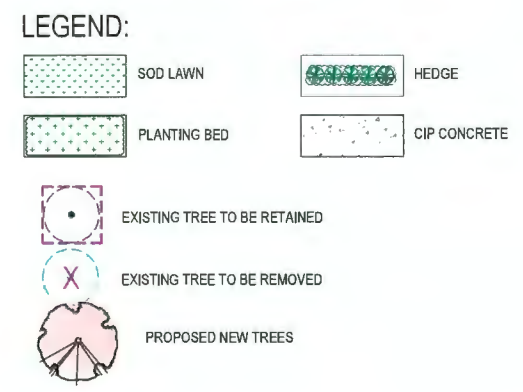 LEGEND:
SOD LAWN
HEDGE
PLANTING BED
CIP CONCRETE
EXISTING TREE TO BE RETAINED
X EXISTING TREE TO BE REMOVED
PROPOSED NEW TREES